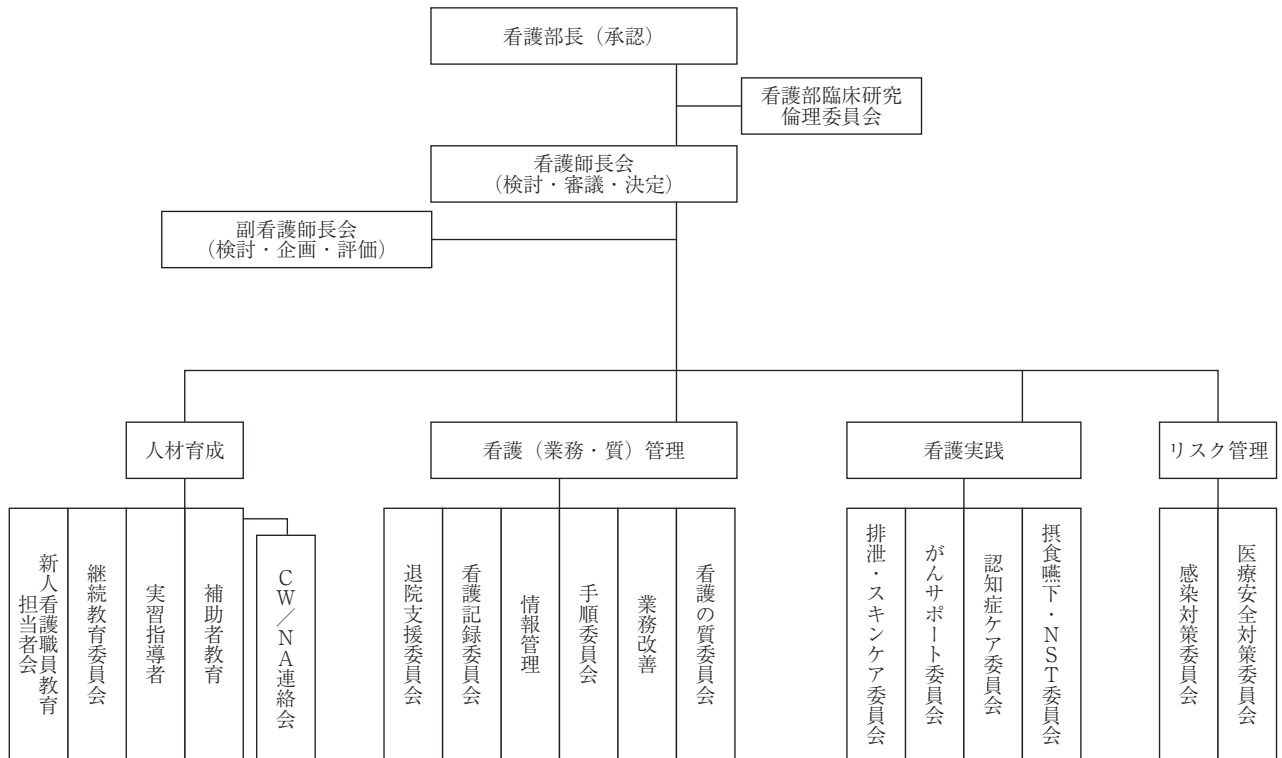 看護部長（承認）
看護部臨床研究
倫理委員会
看護師長会
（検討・審議・決定）
副看護師長会
（検討・企画・評価）
人材育成
看護（業務・質）管理
看護実践
リスク管理
新人看護職員教育
担当者会
継続教育委員会
実習指導者
補助者教育
CW／NA連絡会
退院支援委員会
看護記録委員会
情報管理
手順委員会
業務改善
看護の質委員会
排泄・スキンケア委員会
がんサポート委員会
認知症ケア委員会
摂食嚥下・NST委員会
感染対策委員会
医療安全対策委員会